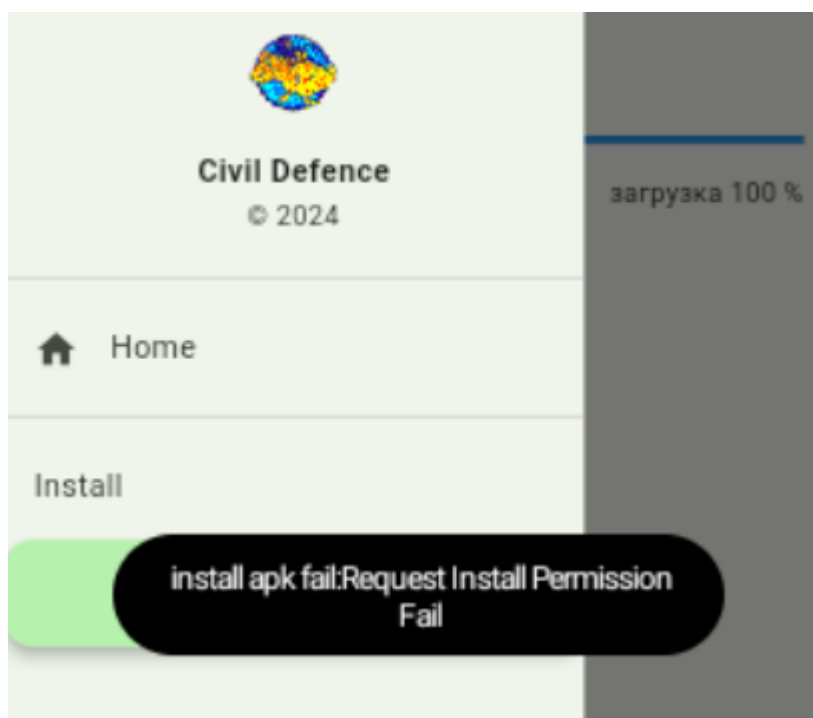 Civil Defence
© 2024
загрузка 100 %
Home
Install
install apk fail:Request Install Permission
Fail